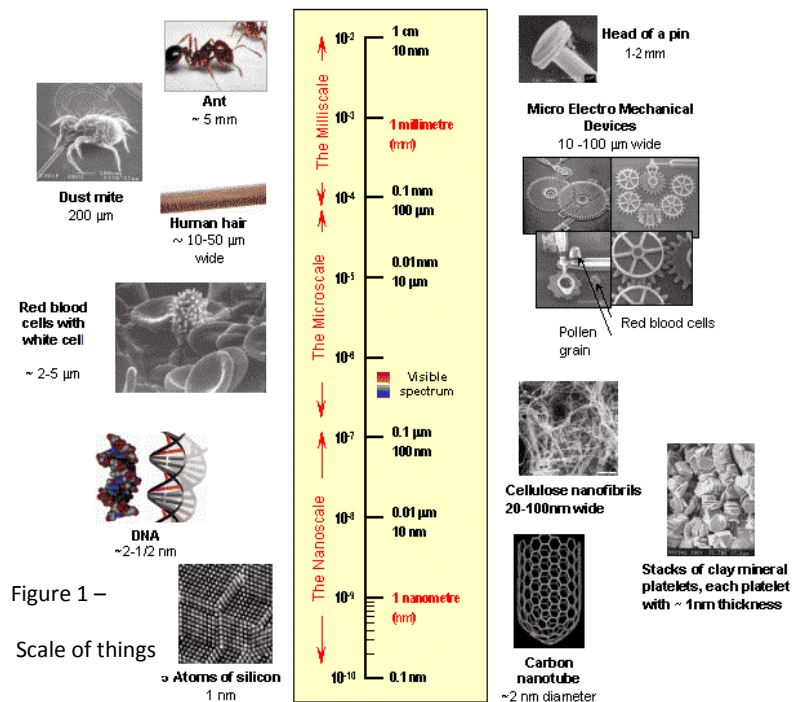 Ant
~ 5 mm
Dust mite
200 µm
Human hair
~ 10-50 µm
wide
Red blood
cells with
white cell
~ 2-5 µm
DNA
~2-1/2 nm
Figure 1 –
Scale of things
Atoms of silicon
1 nm
The Milliscale
The Microscale
The Nanoscale
10-2
1 cm
10 mm
10-3
1 millimetre
(mm)
10-4
0.1 mm
100 µm
10-5
0.01mm
10 µm
10-6
Visible
spectrum
10-7
0.1 µm
100 nm
10-8
0.01 µm
10 nm
10-9
1 nanometre
(nm)
10-10
0.1 nm
Head of a pin
1-2 mm
Micro Electro Mechanical
Devices
10 -100 µm wide
Pollen
grain
Red blood cells
Cellulose nanofibrils
20-100nm wide
Stacks of clay mineral
platelets, each platelet
with ~ 1nm thickness
Carbon
nanotube
~2 nm diameter